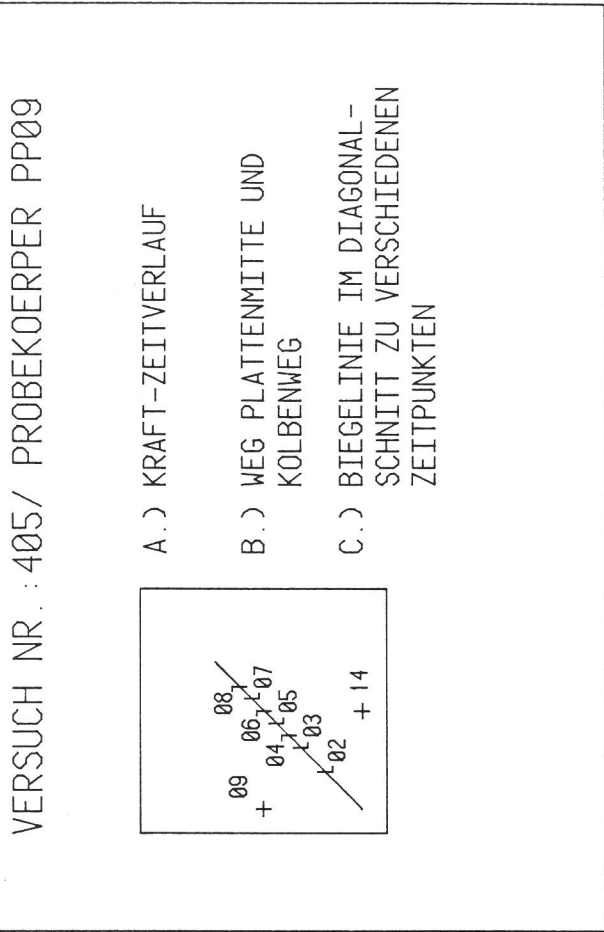 VERSUCH NR.:405/ PROBEKOERPER PP09
A.) KRAFT-ZEITVERLAUF
B.) WEG PLATTENMITTE UND
KOLBENWEG
C.) BIEGELINIE IM DIAGONAL-
SCHNITT ZU VERSCHIEDENEN
ZEITPUNKTEN
09
08
07
06
05
04
03
02
14